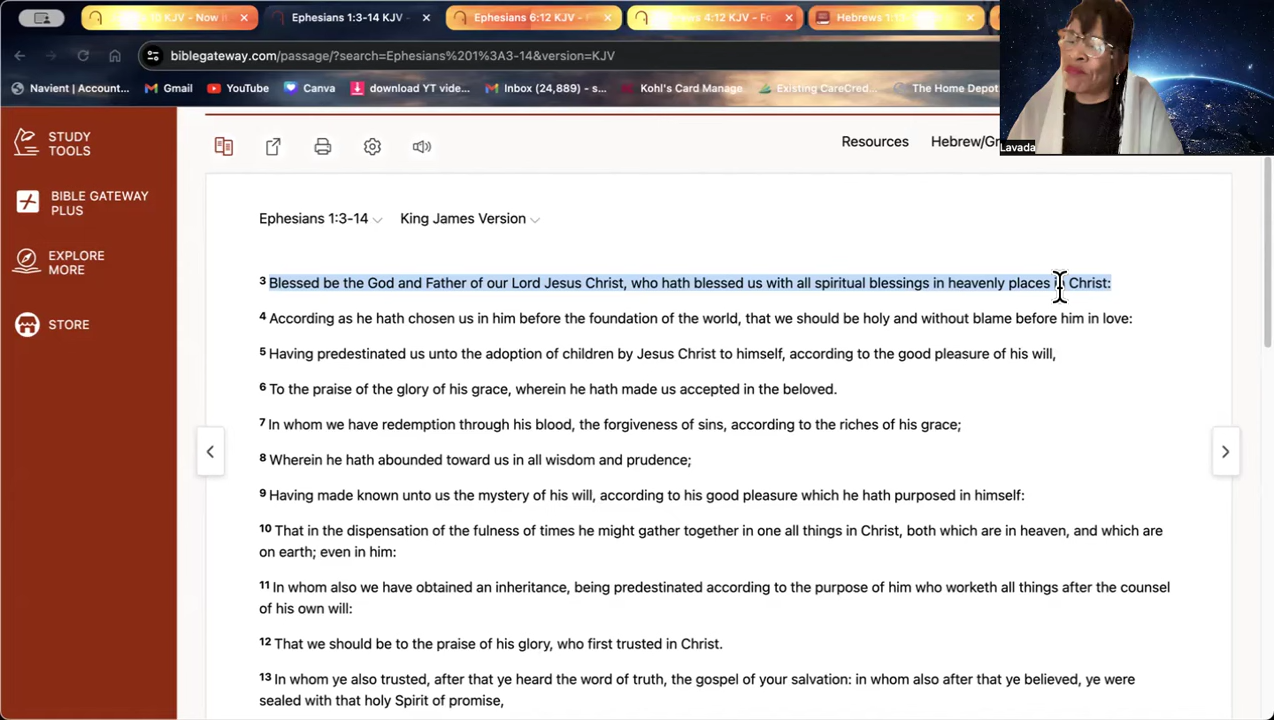 10 KJV - Now i
Ephesians 1:3-14 KJV -
Ephesians 6:12 KJV -
4:12 KJV - Fo
Hebrews 1:1
biblegateway.com/passage/?search=Ephesians%201%3A3-14&version=KJV
Navient | Account...
Gmail
YouTube
Canva
download YT vide...
Inbox (24,889) - s...
Kohl's Card Manage
Existing CareCred...
The Home Depot
Lavada
STUDY
TOOLS
BIBLE GATEWAY
PLUS
EXPLORE
MORE
STORE
Resources
Ephesians 1:3-14
King James Version
3 Blessed be the God and Father of our Lord Jesus Christ, who hath blessed us with all spiritual blessings in heavenly places in Christ:
4 According as he hath chosen us in him before the foundation of the world, that we should be holy and without blame before him in love:
5 Having predestinated us unto the adoption of children by Jesus Christ to himself, according to the good pleasure of his will,
6 To the praise of the glory of his grace, wherein he hath made us accepted in the beloved.
7 In whom we have redemption through his blood, the forgiveness of sins, according to the riches of his grace;
8 Wherein he hath abounded toward us in all wisdom and prudence;
9 Having made known unto us the mystery of his will, according to his good pleasure which he hath purposed in himself:
10 That in the dispensation of the fulness of times he might gather together in one all things in Christ, both which are in heaven, and which are
on earth; even in him:
11 In whom also we have obtained an inheritance, being predestinated according to the purpose of him who worketh all things after the counsel
of his own will:
12 That we should be to the praise of his glory, who first trusted in Christ.
13 In whom ye also trusted, after that ye heard the word of truth, the gospel of your salvation: in whom also after that ye believed, ye were
sealed with that holy Spirit of promise,